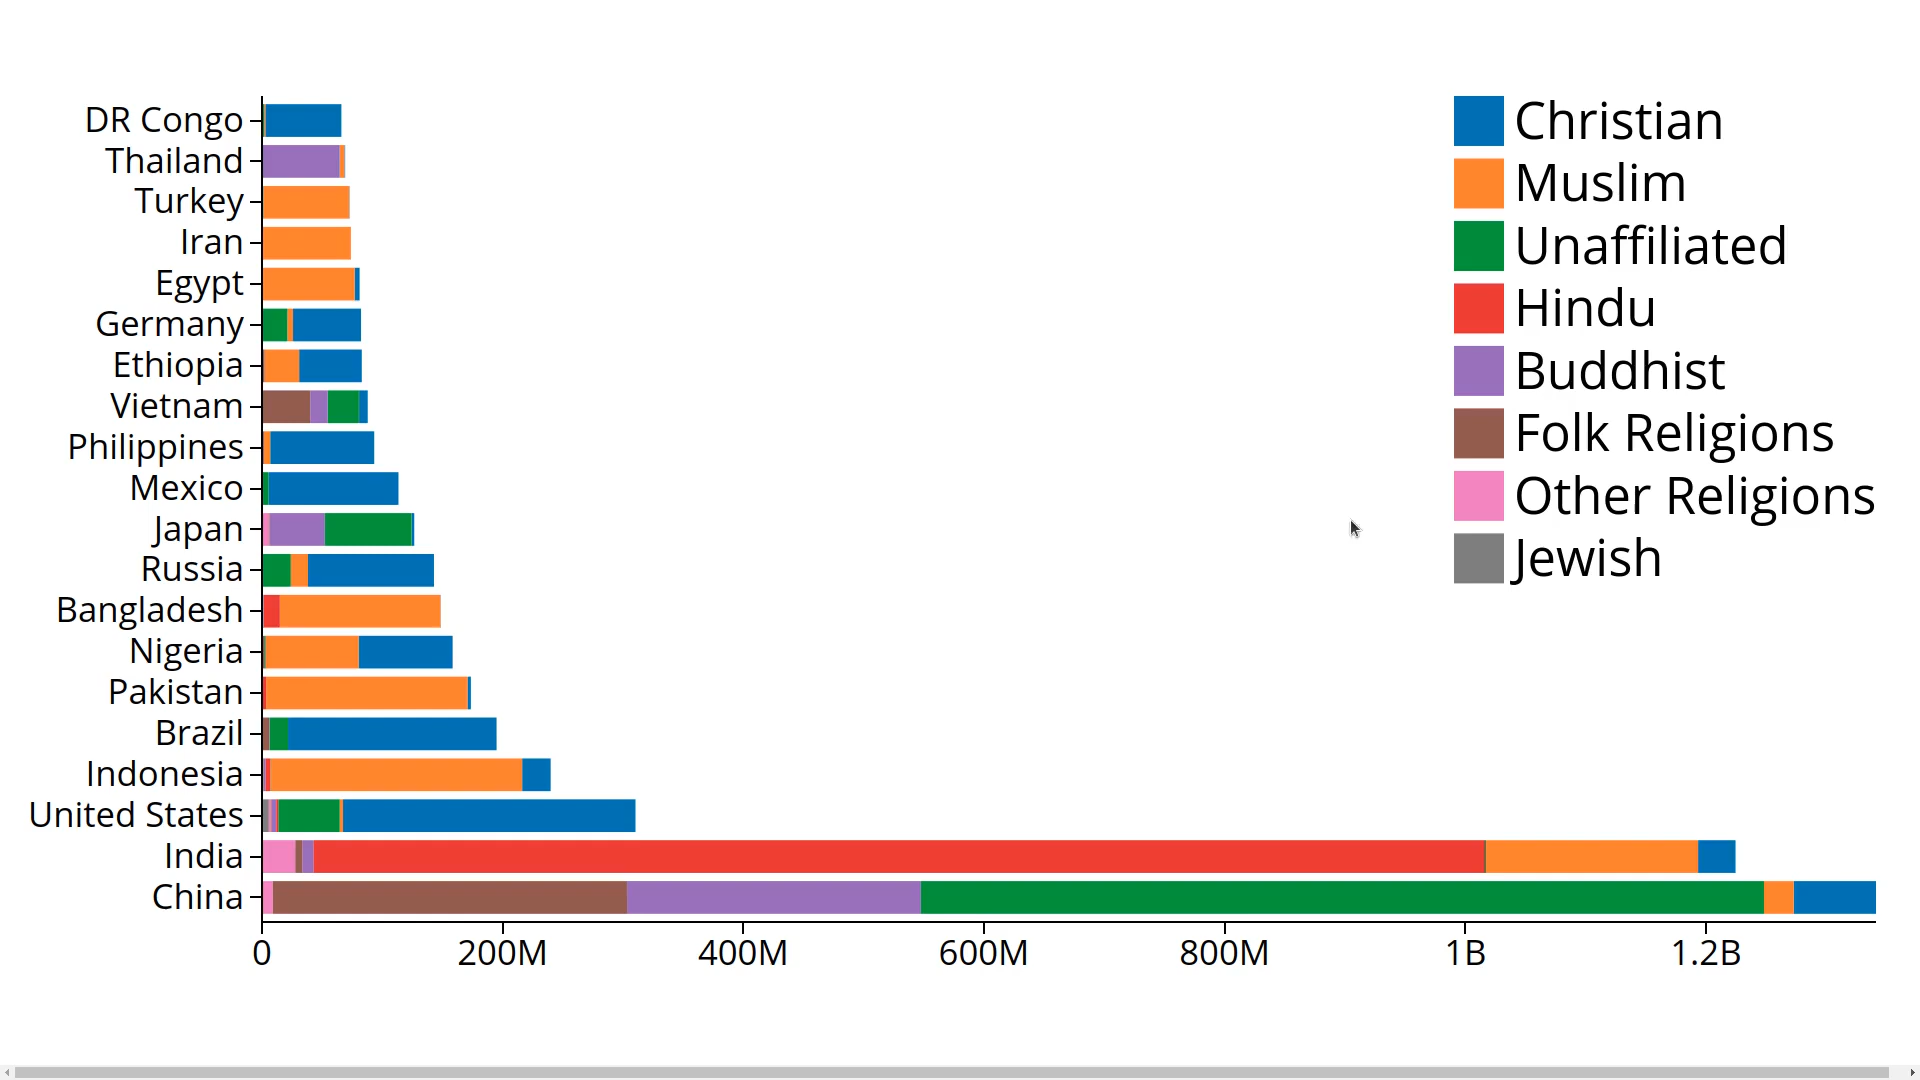 DR Congo
Thailand
Turkey
Iran
Egypt
Germany
Ethiopia
Vietnam
Philippines
Mexico
Japan
Russia
Bangladesh
Nigeria
Pakistan
Brazil
Indonesia
United States
India
China
0 200M 400M 600M 800M 1B 1.2B
Christian
Muslim
Unaffiliated
Hindu
Buddhist
Folk Religions
Other Religions
Jewish